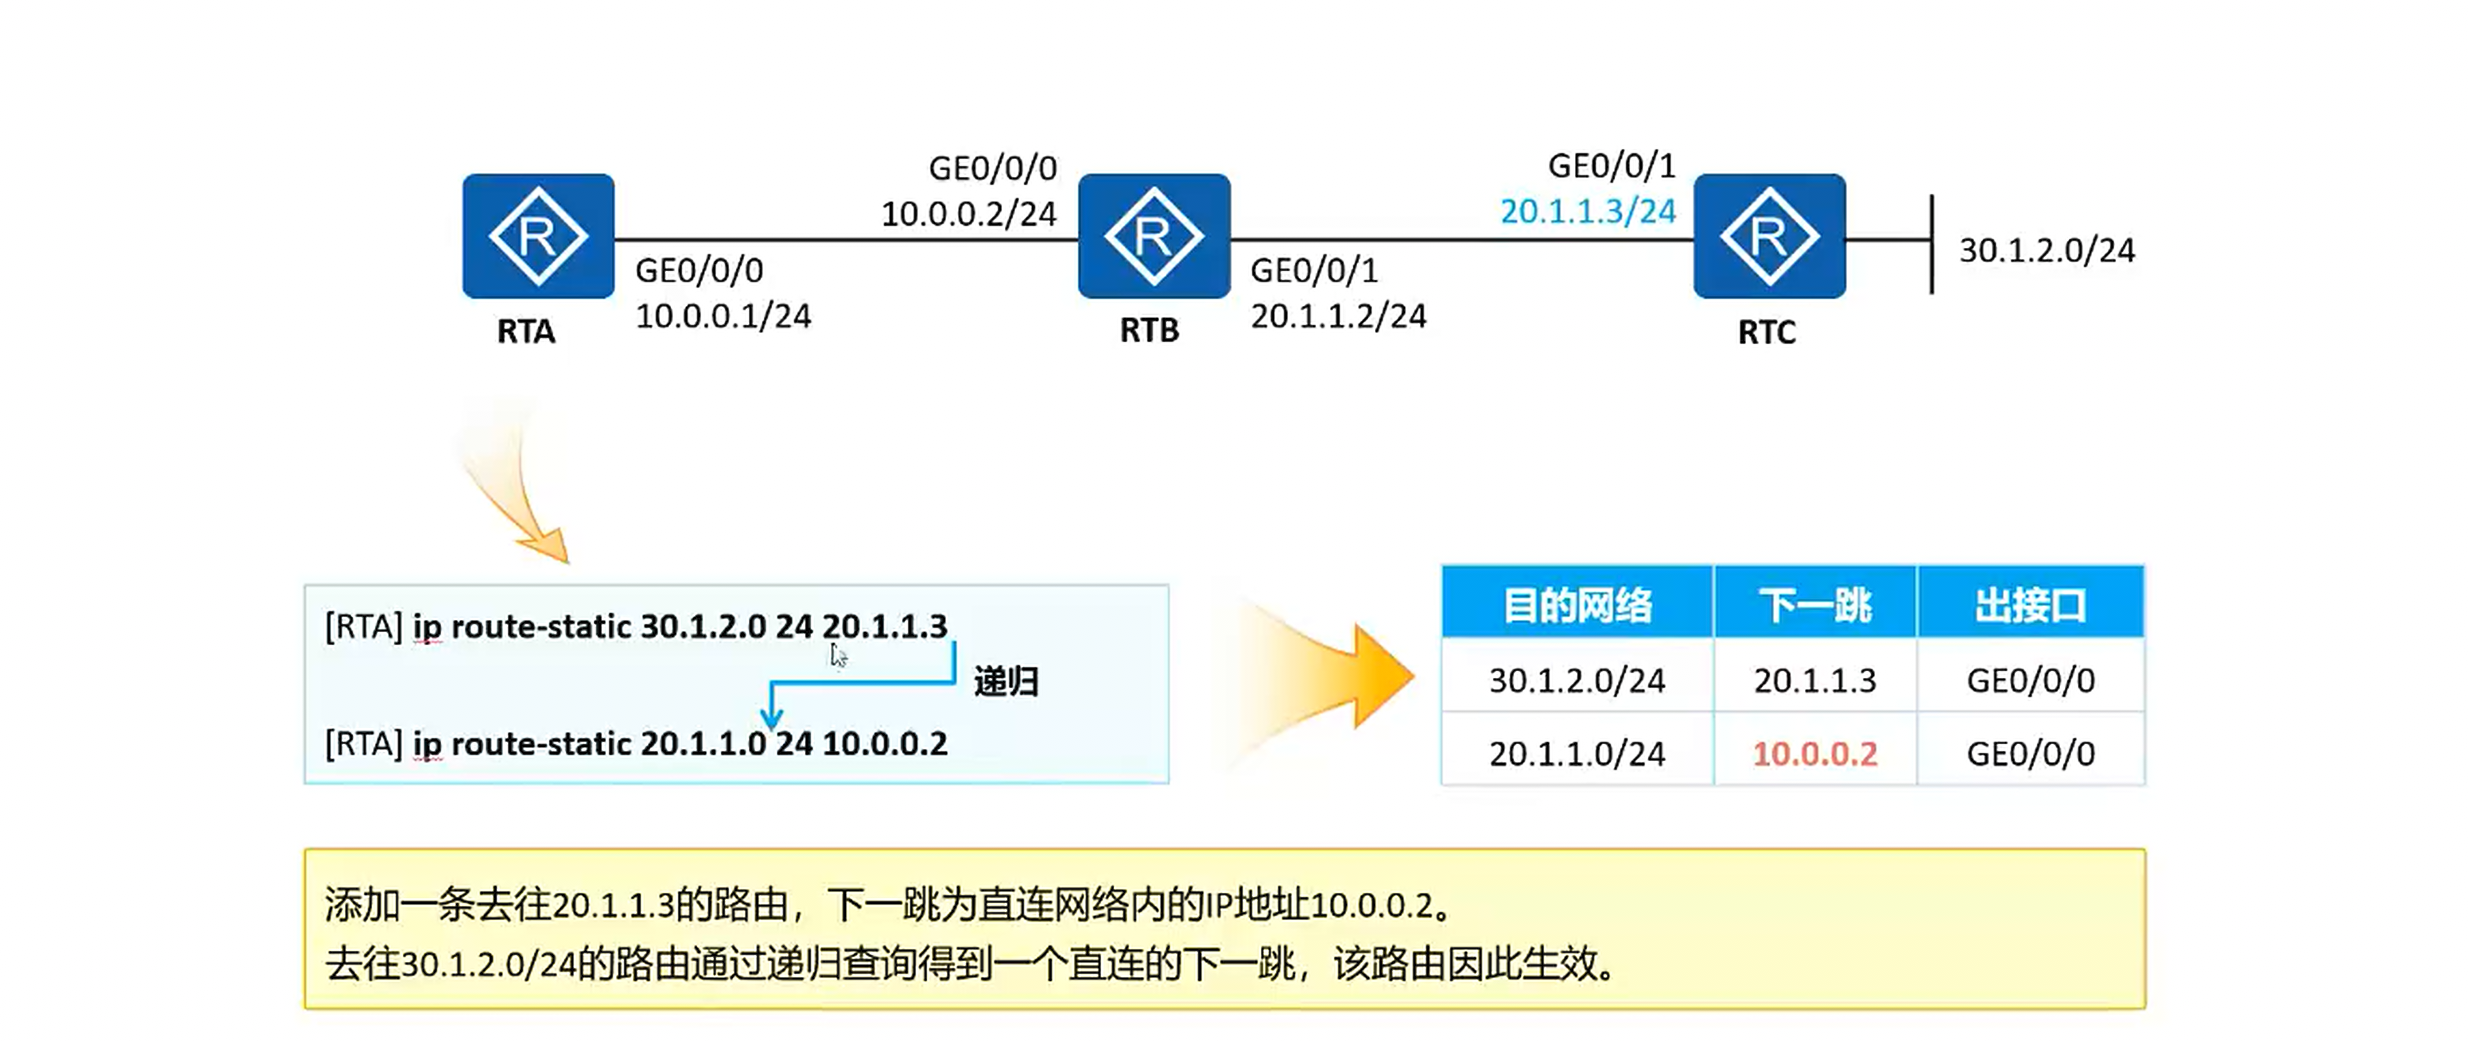 GE0/0/0
10.0.0.2/24
GE0/0/1
20.1.1.3/24
R
R
R
GE0/0/0
10.0.0.1/24
GE0/0/1
20.1.1.2/24
30.1.2.0/24
RTA
RTB
RTC
[RTA] ip route-static 30.1.2.0 24 20.1.1.3
递归
[RTA] ip route-static 20.1.1.0 24 10.0.0.2
目的网络 下一跳 出接口
30.1.2.0/24 20.1.1.3 GE0/0/0
20.1.1.0/24 10.0.0.2 GE0/0/0
添加一条去往20.1.1.3的路由，下一跳为直连网络内的IP地址10.0.0.2。
去往30.1.2.0/24的路由通过递归查询得到一个直连的下一跳，该路由因此生效。